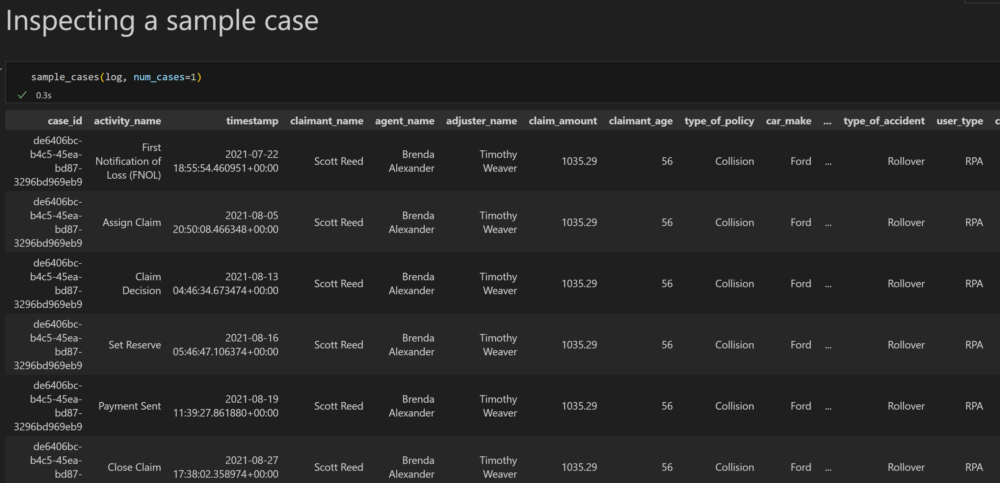 Inspecting a sample case
sample_cases(log, num_cases=1)
0.3s
case_id activity_name timestamp claimant_name agent_name adjuster_name claim_amount claimant_age type_of_policy car_make ... type_of_accident user_type
de6406bc-b4c5-45ea-bd87-3296bd969eb9 First Notification of Loss (FNOL) 2021-07-22 18:55:54.460951+00:00 Scott Reed Brenda Alexander Timothy Weaver 1035.29 56 Collision Ford ... Rollover RPA
de6406bc-b4c5-45ea-bd87-3296bd969eb9 Assign Claim 2021-08-05 20:50:08.466348+00:00 Scott Reed Brenda Alexander Timothy Weaver 1035.29 56 Collision Ford ... Rollover RPA
de6406bc-b4c5-45ea-bd87-3296bd969eb9 Claim Decision 2021-08-13 04:46:34.673474+00:00 Scott Reed Brenda Alexander Timothy Weaver 1035.29 56 Collision Ford ... Rollover RPA
de6406bc-b4c5-45ea-bd87-3296bd969eb9 Set Reserve 2021-08-16 05:46:47.106374+00:00 Scott Reed Brenda Alexander Timothy Weaver 1035.29 56 Collision Ford ... Rollover RPA
de6406bc-b4c5-45ea-bd87-3296bd969eb9 Payment Sent 2021-08-19 11:39:27.861880+00:00 Scott Reed Brenda Alexander Timothy Weaver 1035.29 56 Collision Ford ... Rollover RPA
de6406bc-b4c5-45ea-bd87- Close Claim 2021-08-27 17:38:02.358974+00:00 Scott Reed Brenda Alexander Timothy Weaver 1035.29 56 Collision Ford ... Rollover RPA